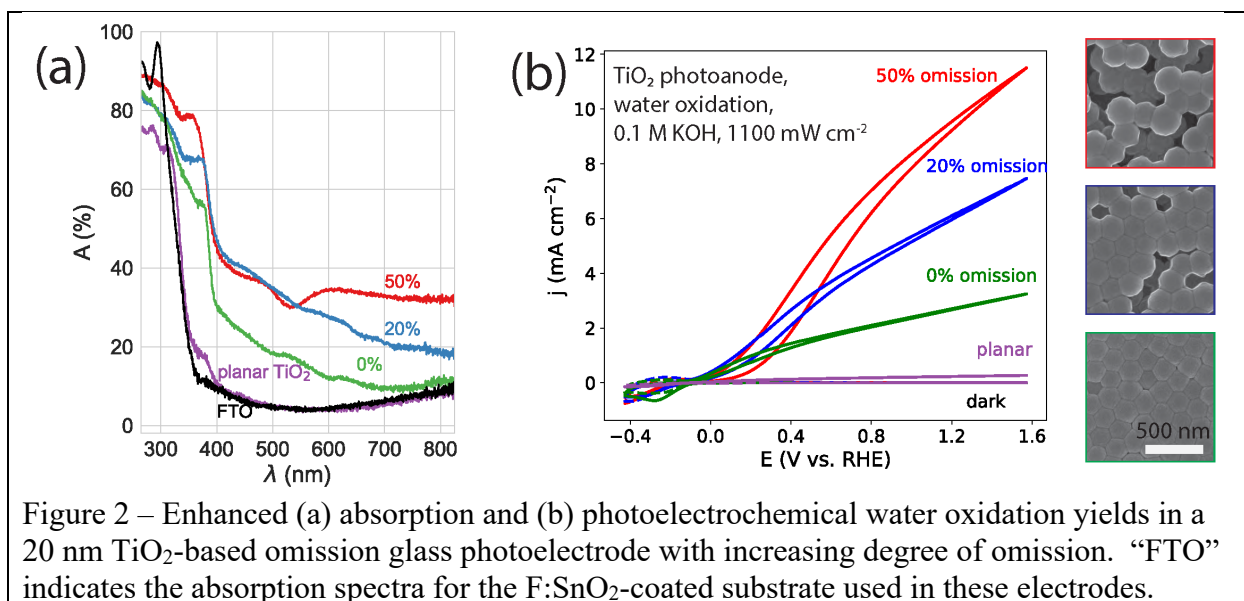 (a)
100
80
60
40
20
0
A (%)
300 400 500 600 700 800
λ (nm)
50%
20%
0%
planar TiO₂
FTO
(b)
TiO₂ photoanode,
water oxidation,
0.1 M KOH, 1100 mW cm⁻²
12
10
8
6
4
2
0
j (mA cm⁻²)
−0.4 0.0 0.4 0.8 1.2 1.6
E (V vs. RHE)
50% omission
20% omission
0% omission
planar
dark
500 nm
Figure 2 – Enhanced (a) absorption and (b) photoelectrochemical water oxidation yields in a
20 nm TiO₂-based omission glass photoelectrode with increasing degree of omission. “FTO”
indicates the absorption spectra for the F:SnO₂-coated substrate used in these electrodes.